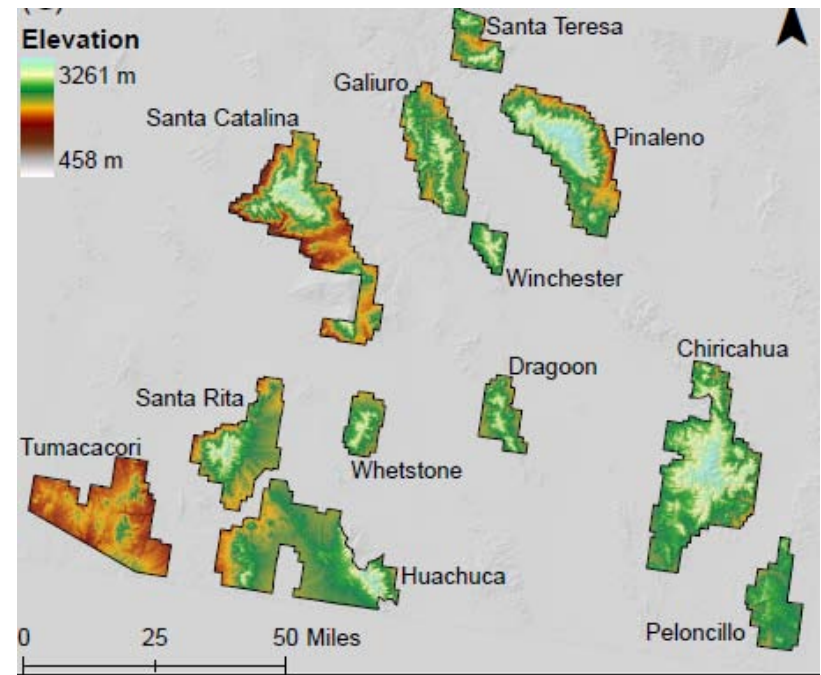 Elevation
3261 m
458 m
Santa Teresa
Galiuro
Santa Catalina
Pinaleno
Winchester
Chiricahua
Dragoon
Santa Rita
Tumacacori
Whetstone
Huachuca
Peloncillo
0 25 50 Miles